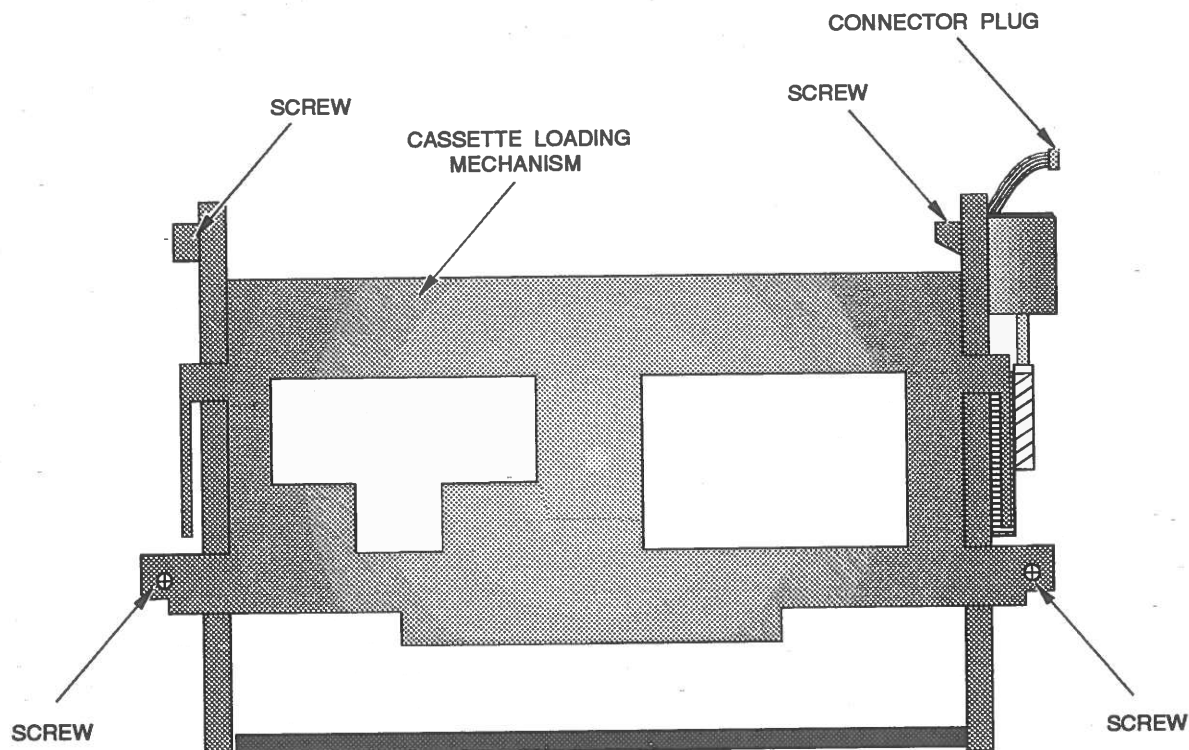 CONNECTOR PLUG
SCREW
SCREW
CASSETTE LOADING
MECHANISM
SCREW
SCREW